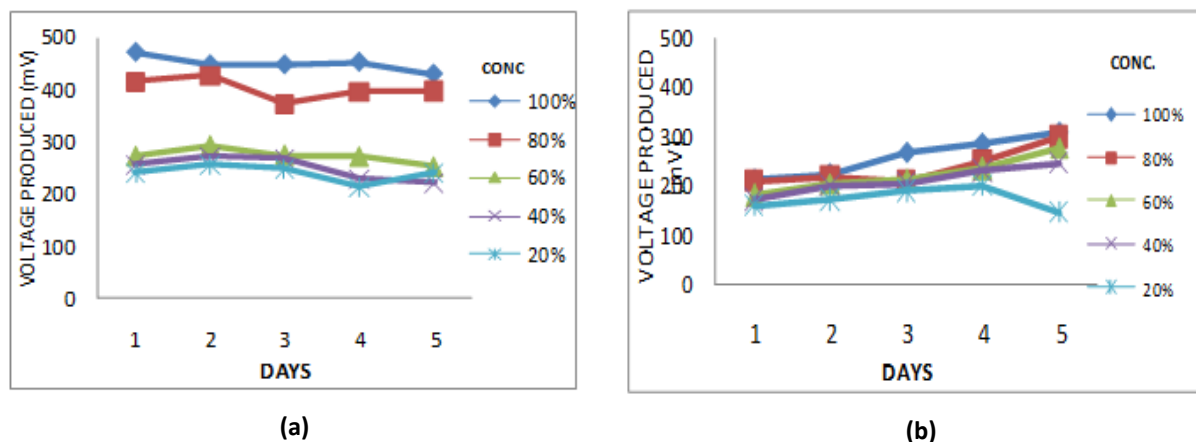 500
400
300
200
100
0
VOLTAGE PRODUCED (mV)
1 2 3 4 5
DAYS
CONC
100%
80%
60%
40%
20%
(a)
500
400
300
200
100
0
VOLTAGE PRODUCED
mV)
1 2 3 4 5
DAYS
CONC.
100%
80%
60%
40%
20%
(b)